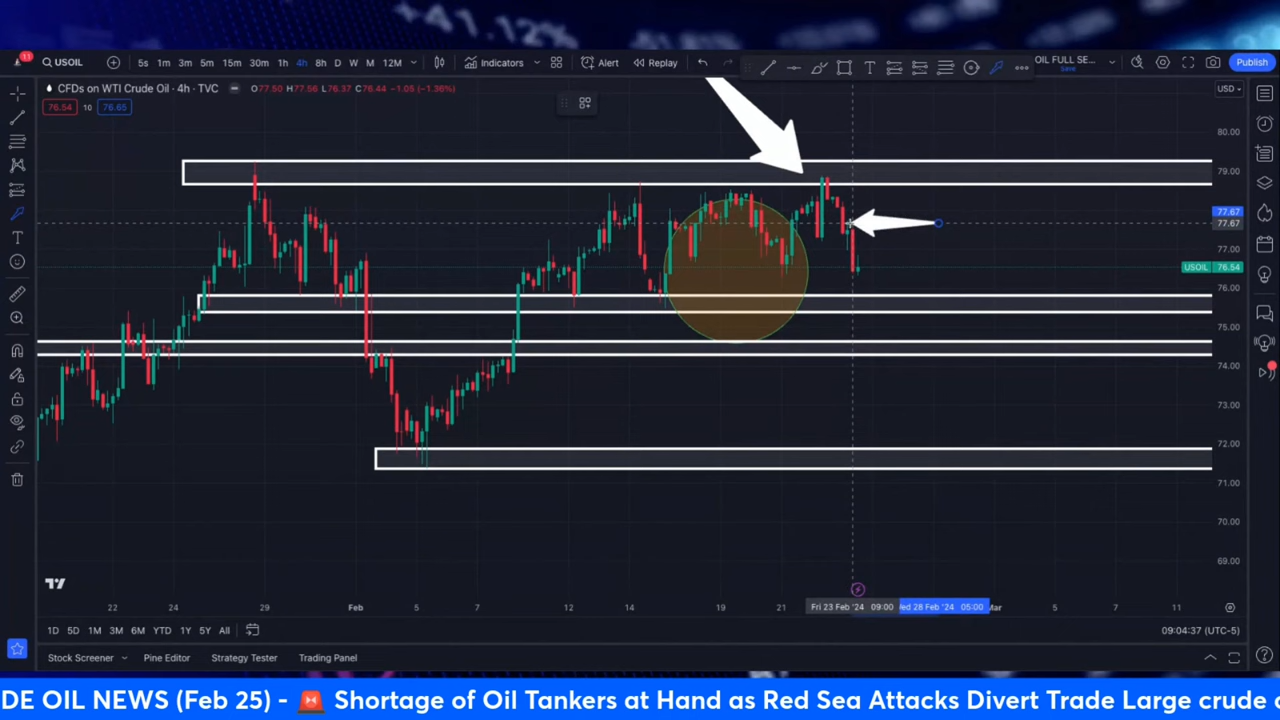 +41.12%
11
USOIL
5s 1m 3m 5m 15m 30m 1h 4h 8h D W M 12M
Indicators
Alert
Replay
OIL FULL SE...
Save
Publish
CFDs on WTI Crude Oil · 4h · TVC
O77.50 H77.56 L76.37 C76.44 −1.05 (−1.36%)
USD
76.54 10 76.65
80.00
79.00
77.67
77.67
77.00
USOIL 76.54
76.00
75.00
74.00
73.00
72.00
71.00
70.00
69.00
22 24 29 Feb 5 7 12 14 19 21 Fri 23 Feb '24 09:00 Wed 28 Feb '24 05:00 Mar 5 7 11
1D 5D 1M 3M 6M YTD 1Y 5Y All
09:04:37 (UTC-5)
Stock Screener Pine Editor Strategy Tester Trading Panel
DE OIL NEWS (Feb 25) - 🚨 Shortage of Oil Tankers at Hand as Red Sea Attacks Divert Trade Large crude